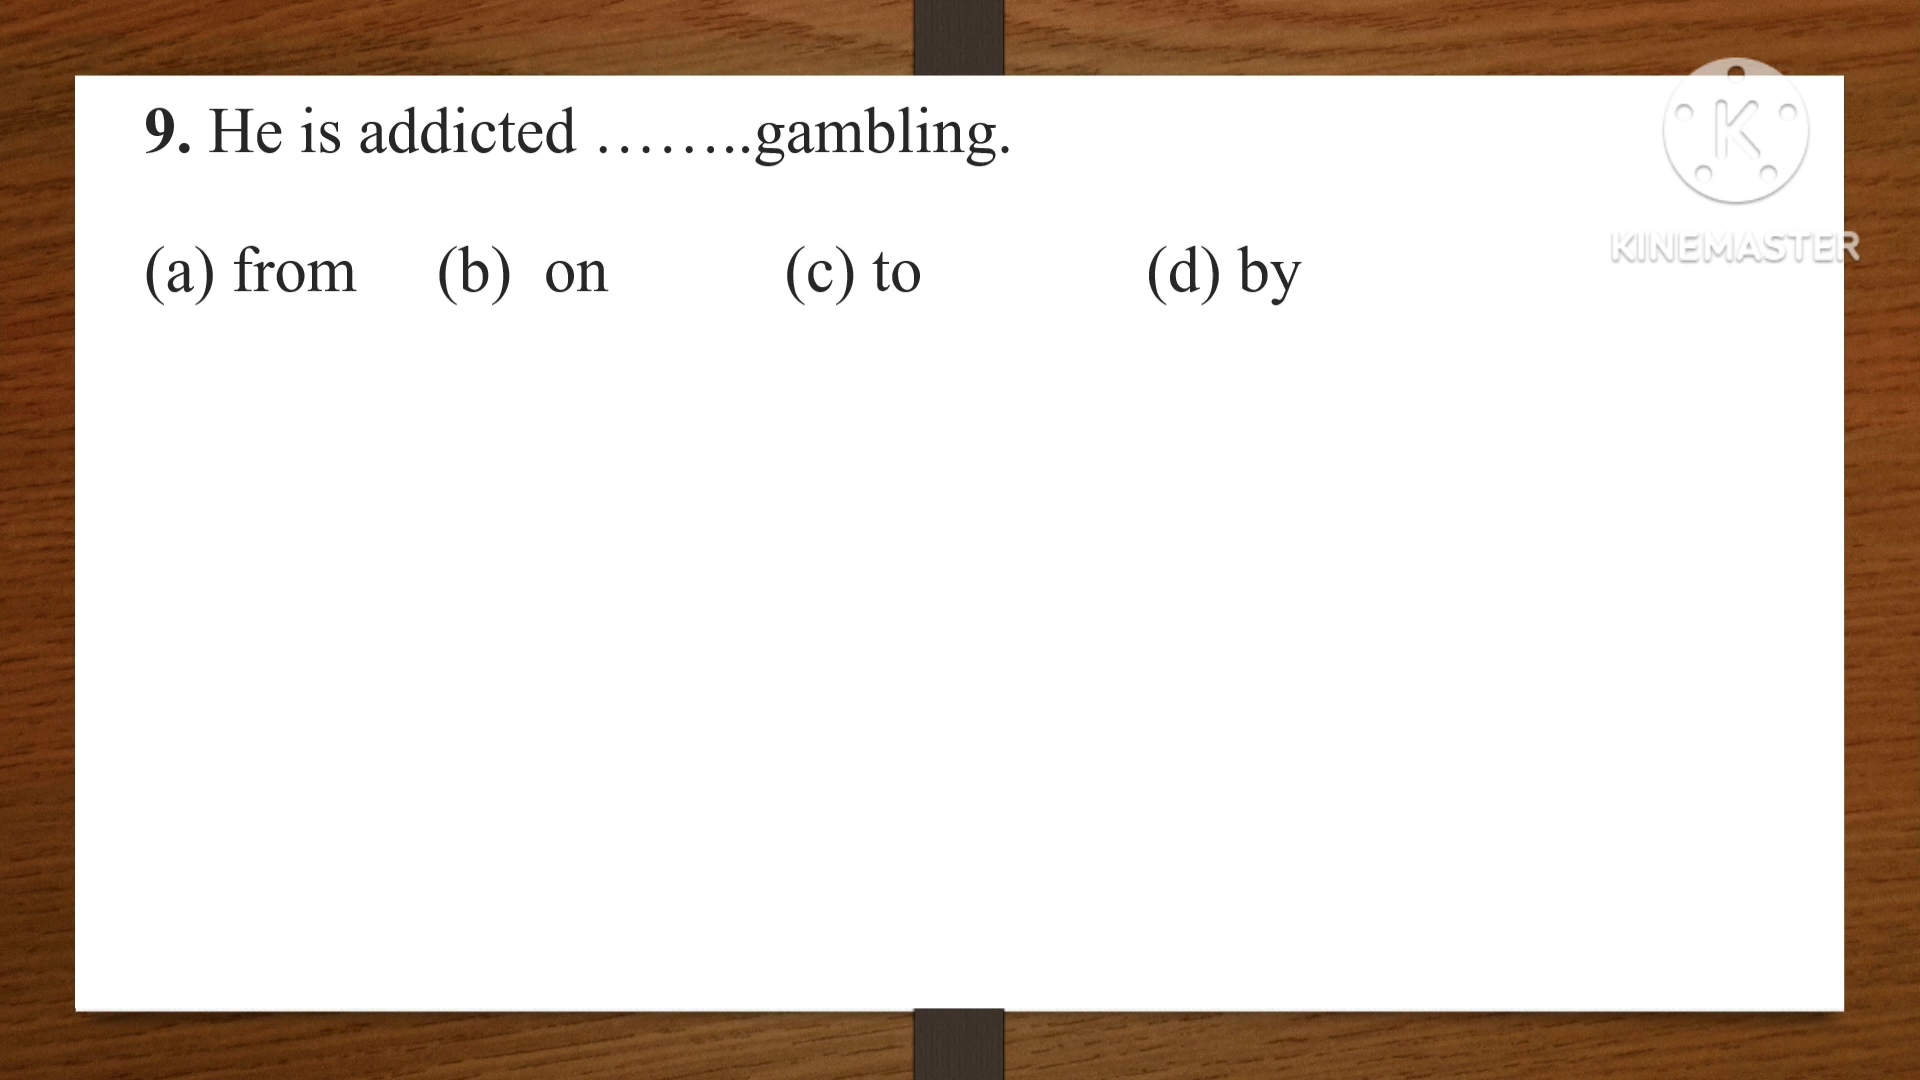 9. He is addicted ……..gambling.
(a) from (b) on (c) to (d) by
K
KINEMASTER